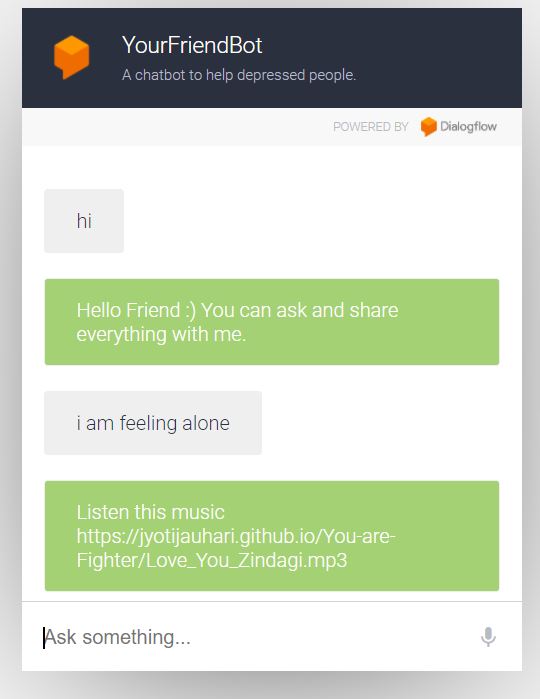 YourFriendBot
A chatbot to help depressed people.
POWERED BY Dialogflow
hi
Hello Friend :) You can ask and share
everything with me.
i am feeling alone
Listen this music
https://jyotijauhari.github.io/You-are-
Fighter/Love_You_Zindagi.mp3
Ask something...